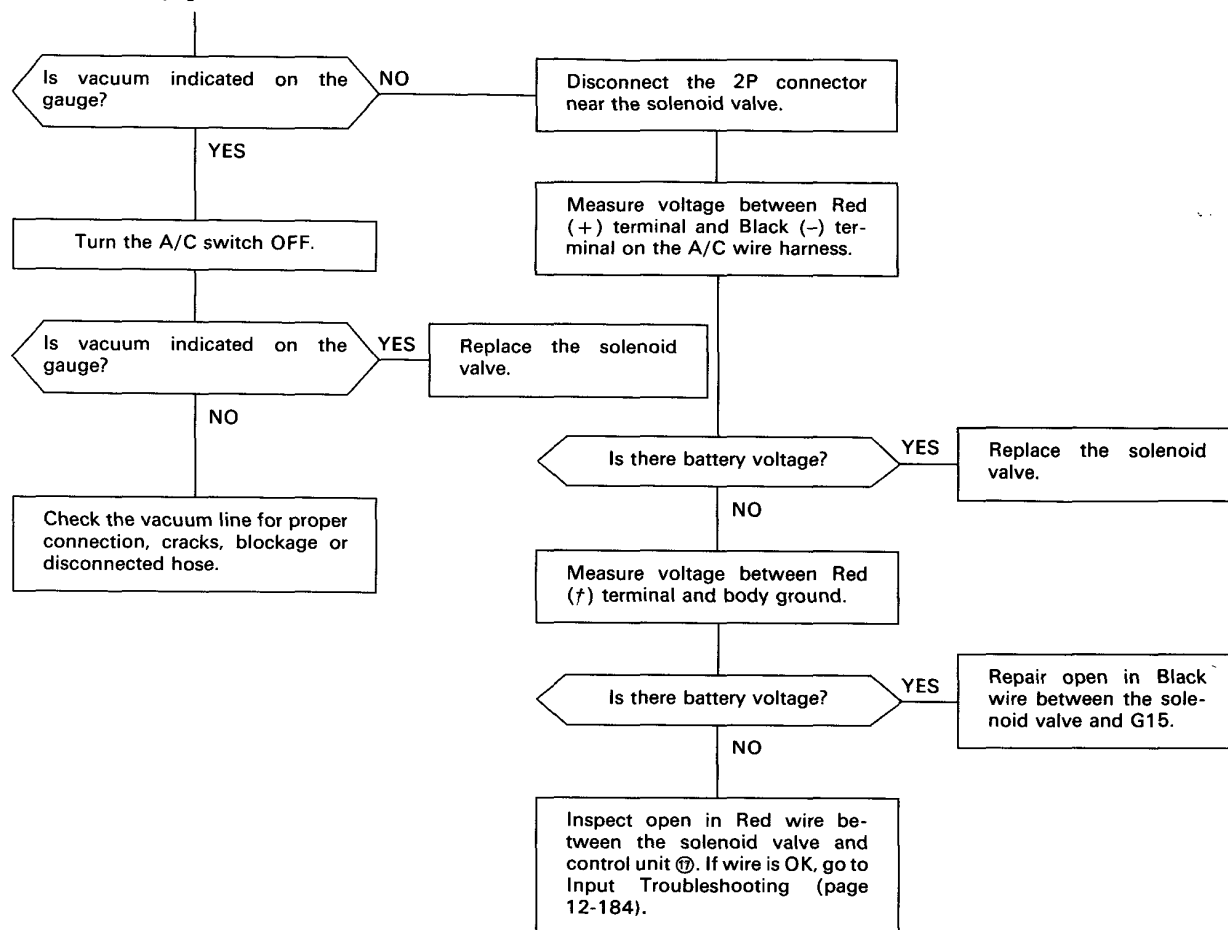 Is vacuum indicated on the
gauge?
NO
YES
Disconnect the 2P connector
near the solenoid valve.
Measure voltage between Red
(+) terminal and Black (–) ter-
minal on the A/C wire harness.
Turn the A/C switch OFF.
Is vacuum indicated on the
gauge?
YES
NO
Replace the solenoid
valve.
Check the vacuum line for proper
connection, cracks, blockage or
disconnected hose.
Is there battery voltage?
YES
NO
Replace the solenoid
valve.
Measure voltage between Red
(†) terminal and body ground.
Is there battery voltage?
YES
NO
Repair open in Black
wire between the sole-
noid valve and G15.
Inspect open in Red wire be-
tween the solenoid valve and
control unit ⑰. If wire is OK, go to
Input Troubleshooting (page
12-184).